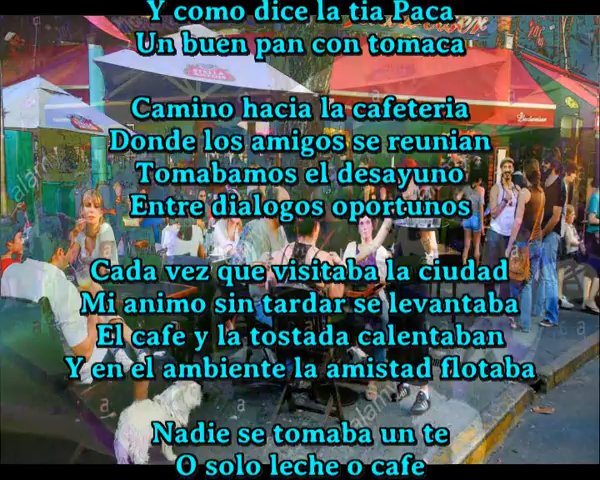 Y como dice la tia Paca
Un buen pan con tomaca
Camino hacia la cafeteria
Donde los amigos se reunian
Tomabamos el desayuno
Entre dialogos oportunos
Cada vez que visitaba la ciudad
Mi animo sin tardar se levantaba
El cafe y la tostada calentaban
Y en el ambiente la amistad flotaba
Nadie se tomaba un te
O solo leche o cafe